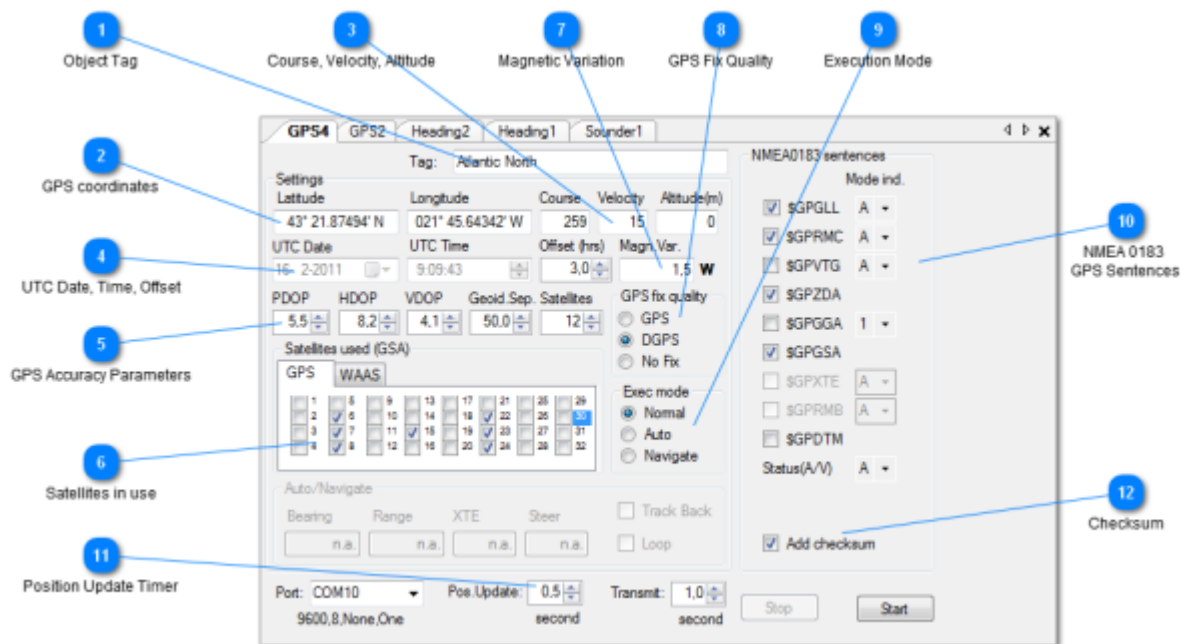 1 3 7 8 9
Object Tag Course, Velocity, Altitude Magnetic Variation GPS Fix Quality Execution Mode
GPS4 GPS2 Heading2 Heading1 Sounder1
Tag: Atlantic North
NMEA0183 sentences
2
GPS coordinates
Settings
Latitude Longitude Course Velocity Altitude(m)
43° 21.87494' N 021° 45.64342' W 259 15 0
UTC Date UTC Time Offset (hrs) Magn.Var.
16- 2-2011 9:09:43 3,0 1,5 W
4
UTC Date, Time, Offset
PDOP HDOP VDOP Geoid.Sep. Satellites
5.5 8.2 4.1 50.0 12
5
GPS Accuracy Parameters
GPS fix quality
GPS
DGPS
No Fix
Satellites used (GSA)
GPS WAAS
1 5 9 13 17 21 25 29
2 6 10 14 18 22 26 30
3 7 11 15 19 23 27 31
4 8 12 16 20 24 28 32
6
Satellites in use
Exec mode
Normal
Auto
Navigate
Auto/Navigate
Bearing Range XTE Steer
n.a. n.a. n.a. n.a.
Track Back
Loop
11
Position Update Timer
Port: COM10 Pos.Update: 0,5 Transmit: 1,0
9600,8,None,One second second
Mode ind.
$GPGLL A
$GPRMC A
$GPVTG A
$GPZDA
$GPGGA 1
$GPGSA
$GPXTE A
$GPRMB A
$GPDTM
Status(A/V) A
Add checksum
Stop Start
10
NMEA 0183
GPS Sentences
12
Checksum